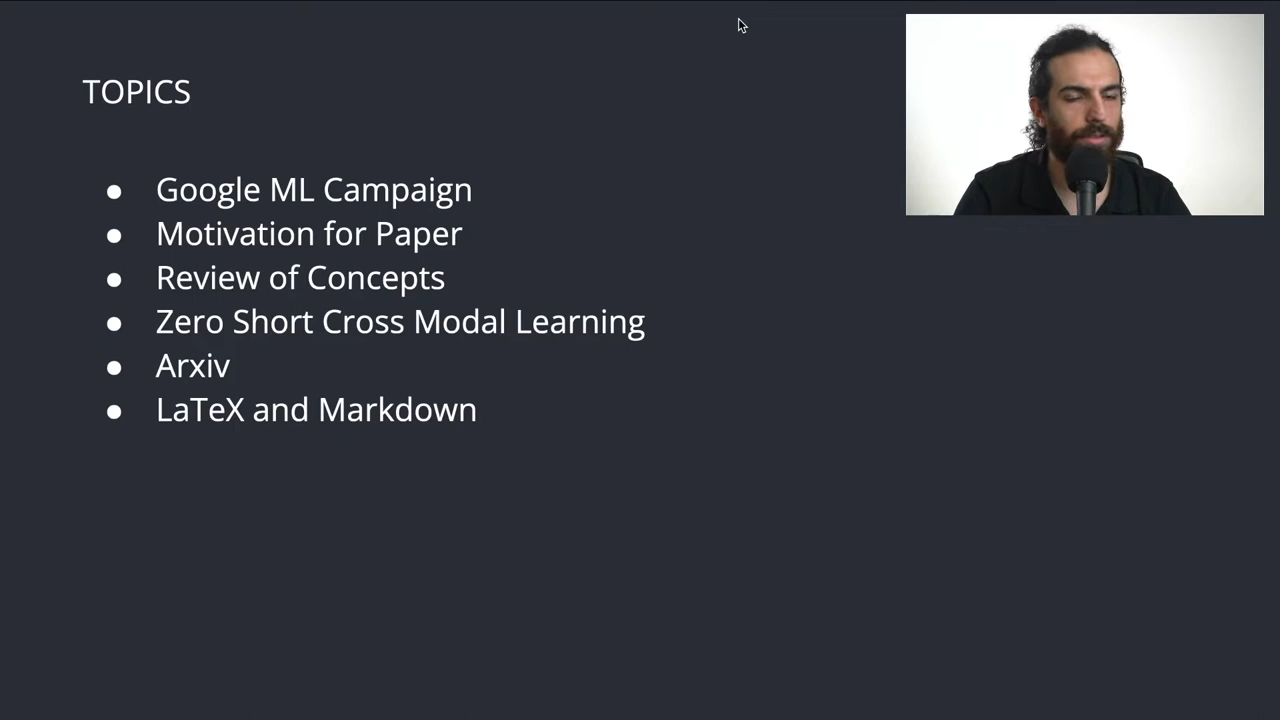 TOPICS
● Google ML Campaign
● Motivation for Paper
● Review of Concepts
● Zero Short Cross Modal Learning
● Arxiv
● LaTeX and Markdown